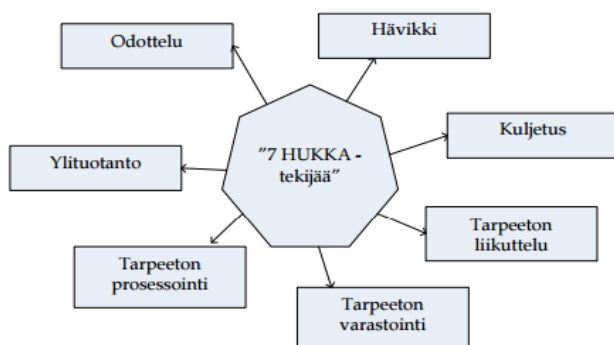 Odottelu
Hävikki
Kuljetus
"7 HUKKA -
tekijää"
Ylituotanto
Tarpeeton
liikuttelu
Tarpeeton
prosessointi
Tarpeeton
varastointi